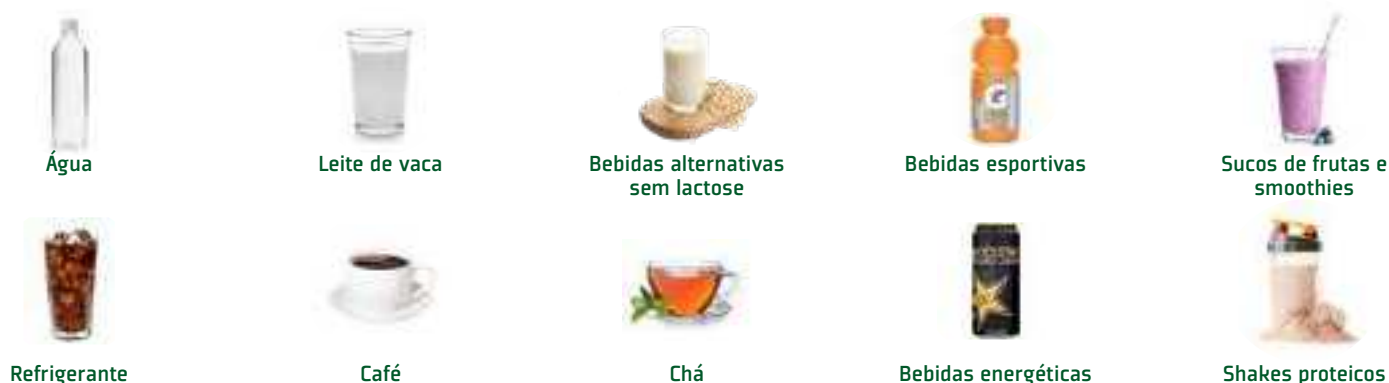 Água
Leite de vaca
Bebidas alternativas
sem lactose
Bebidas esportivas
Sucos de frutas e
smoothies
Refrigerante
Café
Chá
Bebidas energéticas
Shakes proteicos